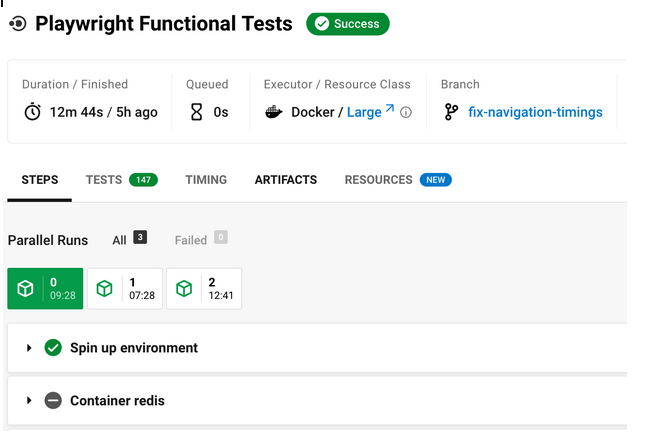 Playwright Functional Tests Success
Duration / Finished Queued Executor / Resource Class Branch
12m 44s / 5h ago 0s Docker / Large fix-navigation-timings
STEPS TESTS 147 TIMING ARTIFACTS RESOURCES NEW
Parallel Runs All 3 Failed 0
0 1 2
09:28 07:28 12:41
Spin up environment
Container redis